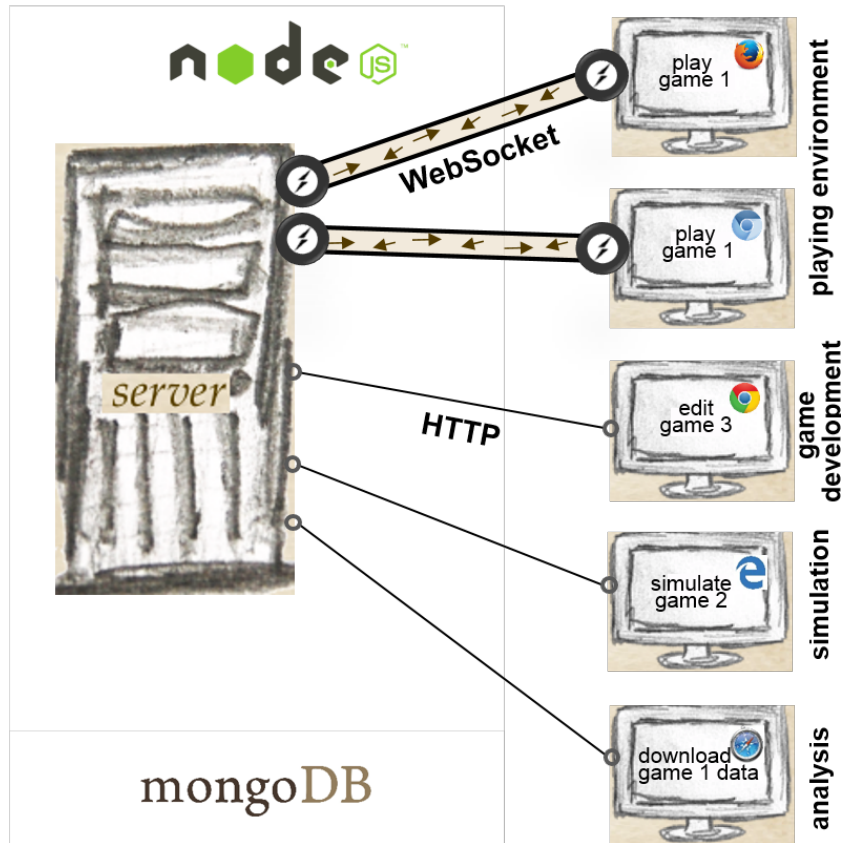 node
JS
TM
play
game 1
WebSocket
play
game 1
playing environment
server
HTTP
edit
game 3
game
development
simulate
game 2
simulation
download
game 1 data
analysis
mongoDB